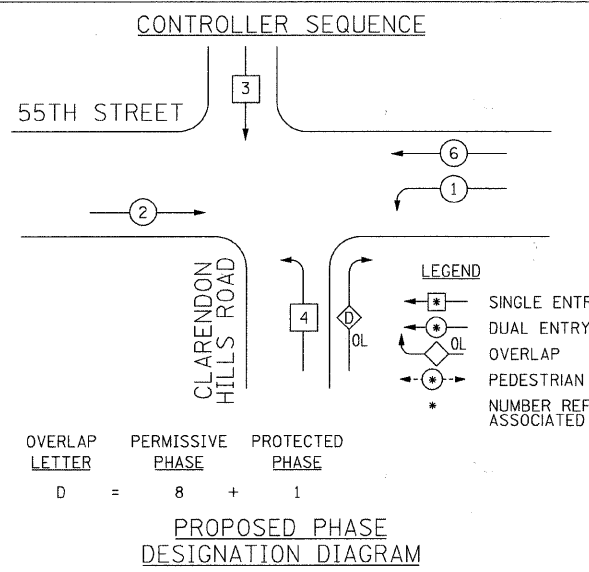 CONTROLLER SEQUENCE
3
55TH STREET
6
1
2
CLARENDON
HILLS ROAD
4
D
OL
LEGEND
* SINGLE ENTR
* DUAL ENTRY
OL OVERLAP
* PEDESTRIAN
* NUMBER REF
ASSOCIATED
OVERLAP PERMISSIVE PROTECTED
LETTER PHASE PHASE
D = 8 + 1
PROPOSED PHASE
DESIGNATION DIAGRAM